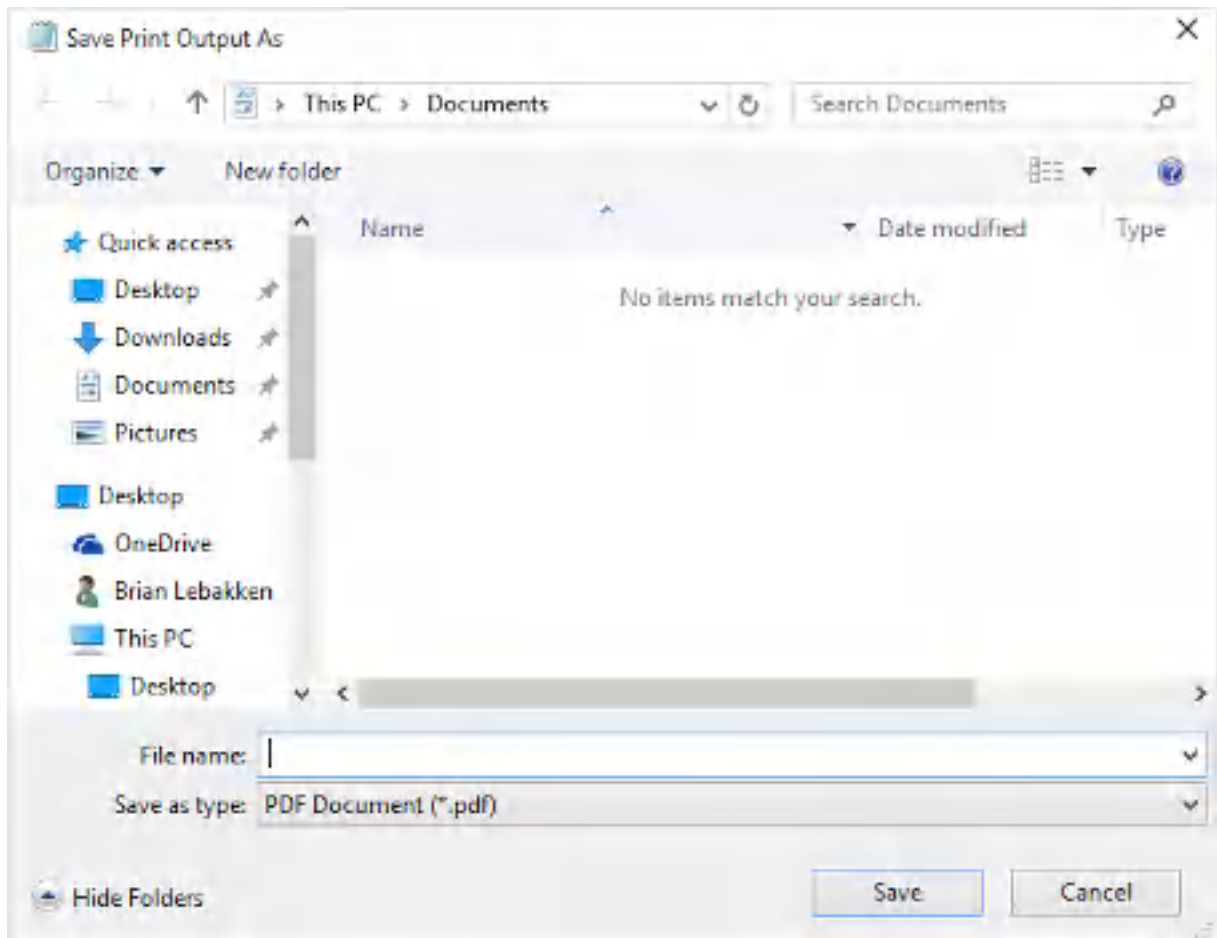 Save Print Output As
This PC > Documents
Search Documents
Organize
New folder
Name
Date modified
Type
Quick access
No items match your search.
Desktop
Downloads
Documents
Pictures
Desktop
OneDrive
Brian Lebakken
This PC
Desktop
File name:
Save as type: PDF Document (*.pdf)
Hide Folders
Save
Cancel